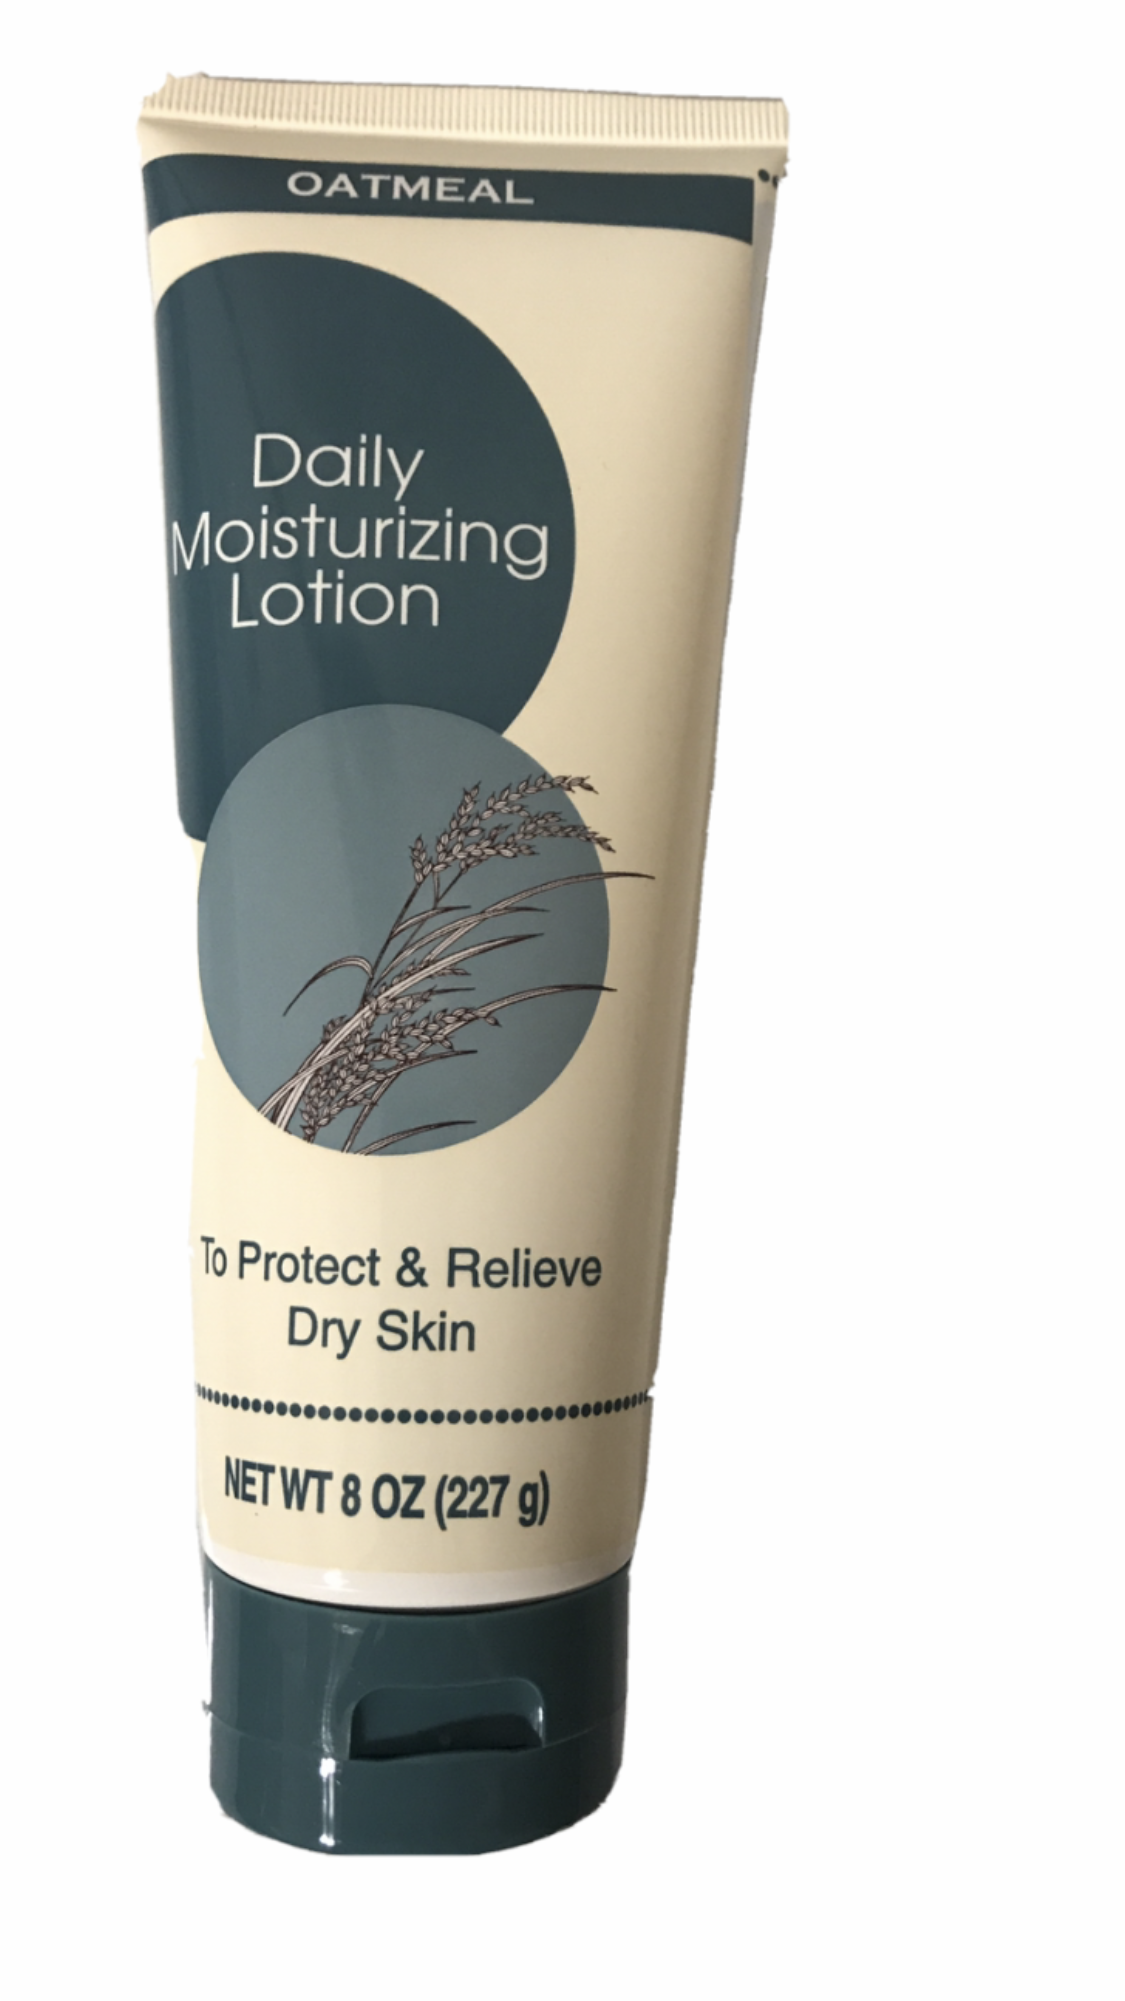 OATMEAL
Daily
Moisturizing
Lotion
To Protect & Relieve
Dry Skin
NET WT 8 OZ (227 g)